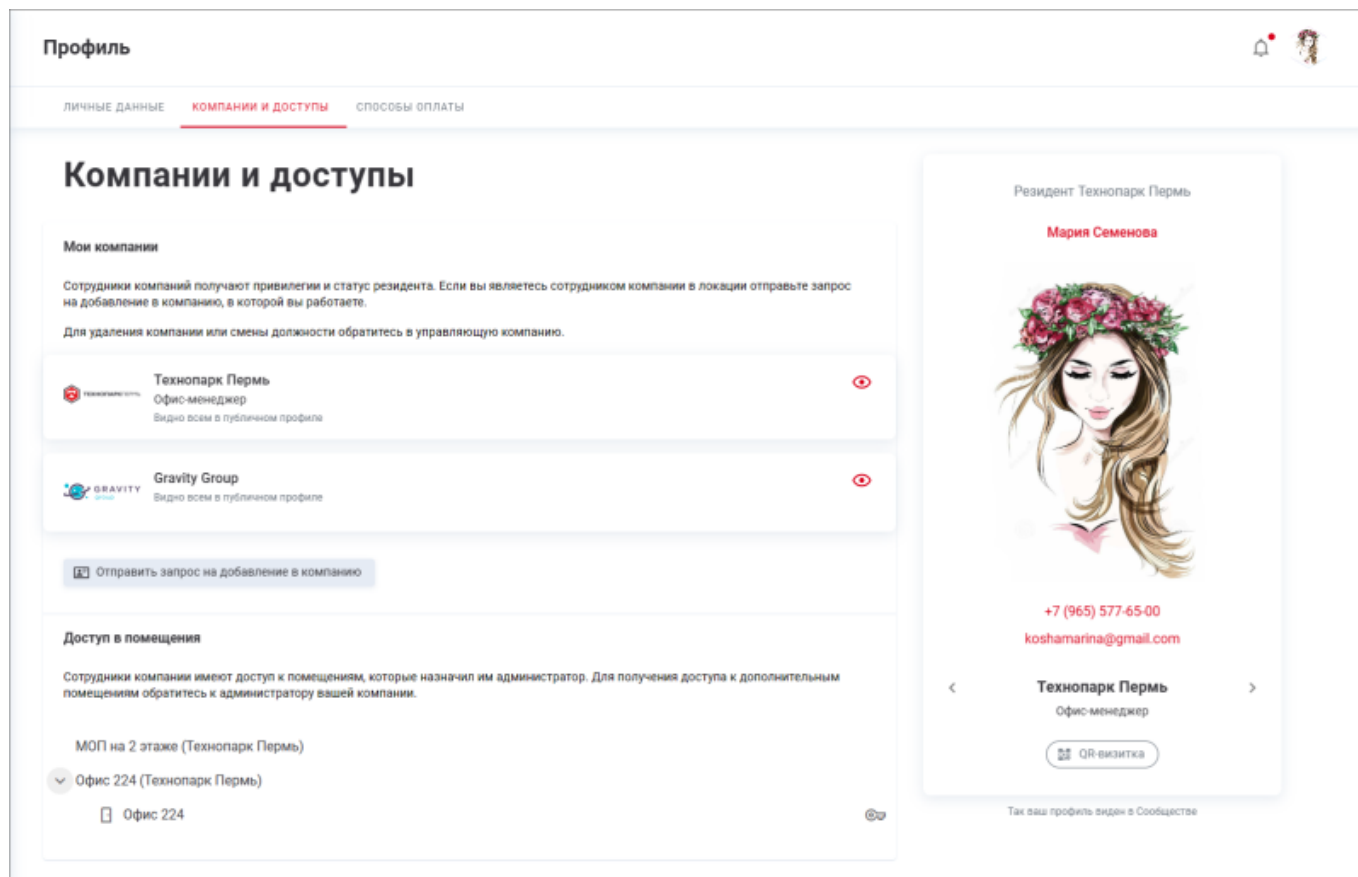 Профиль
ЛИЧНЫЕ ДАННЫЕ
КОМПАНИИ И ДОСТУПЫ
СПОСОБЫ ОПЛАТЫ
Компании и доступы
Мои компании
Сотрудники компаний получают привилегии и статус резидента. Если вы являетесь сотрудником компании в локации отправьте запрос
на добавление в компанию, в которой вы работаете.
Для удаления компании или смены должности обратитесь в управляющую компанию.
ТЕХНОПАРК ПЕРМЬ
Технопарк Пермь
Офис-менеджер
Видно всем в публичном профиле
GRAVITY
GROUP
Gravity Group
Видно всем в публичном профиле
Отправить запрос на добавление в компанию
Доступ в помещения
Сотрудники компании имеют доступ к помещениям, которые назначил им администратор. Для получения доступа к дополнительным
помещениям обратитесь к администратору вашей компании.
МОП на 2 этаже (Технопарк Пермь)
Офис 224 (Технопарк Пермь)
Офис 224
Резидент Технопарк Пермь
Мария Семенова
+7 (965) 577-65-00
koshamarina@gmail.com
Технопарк Пермь
Офис-менеджер
QR-визитка
Так ваш профиль виден в Сообществе